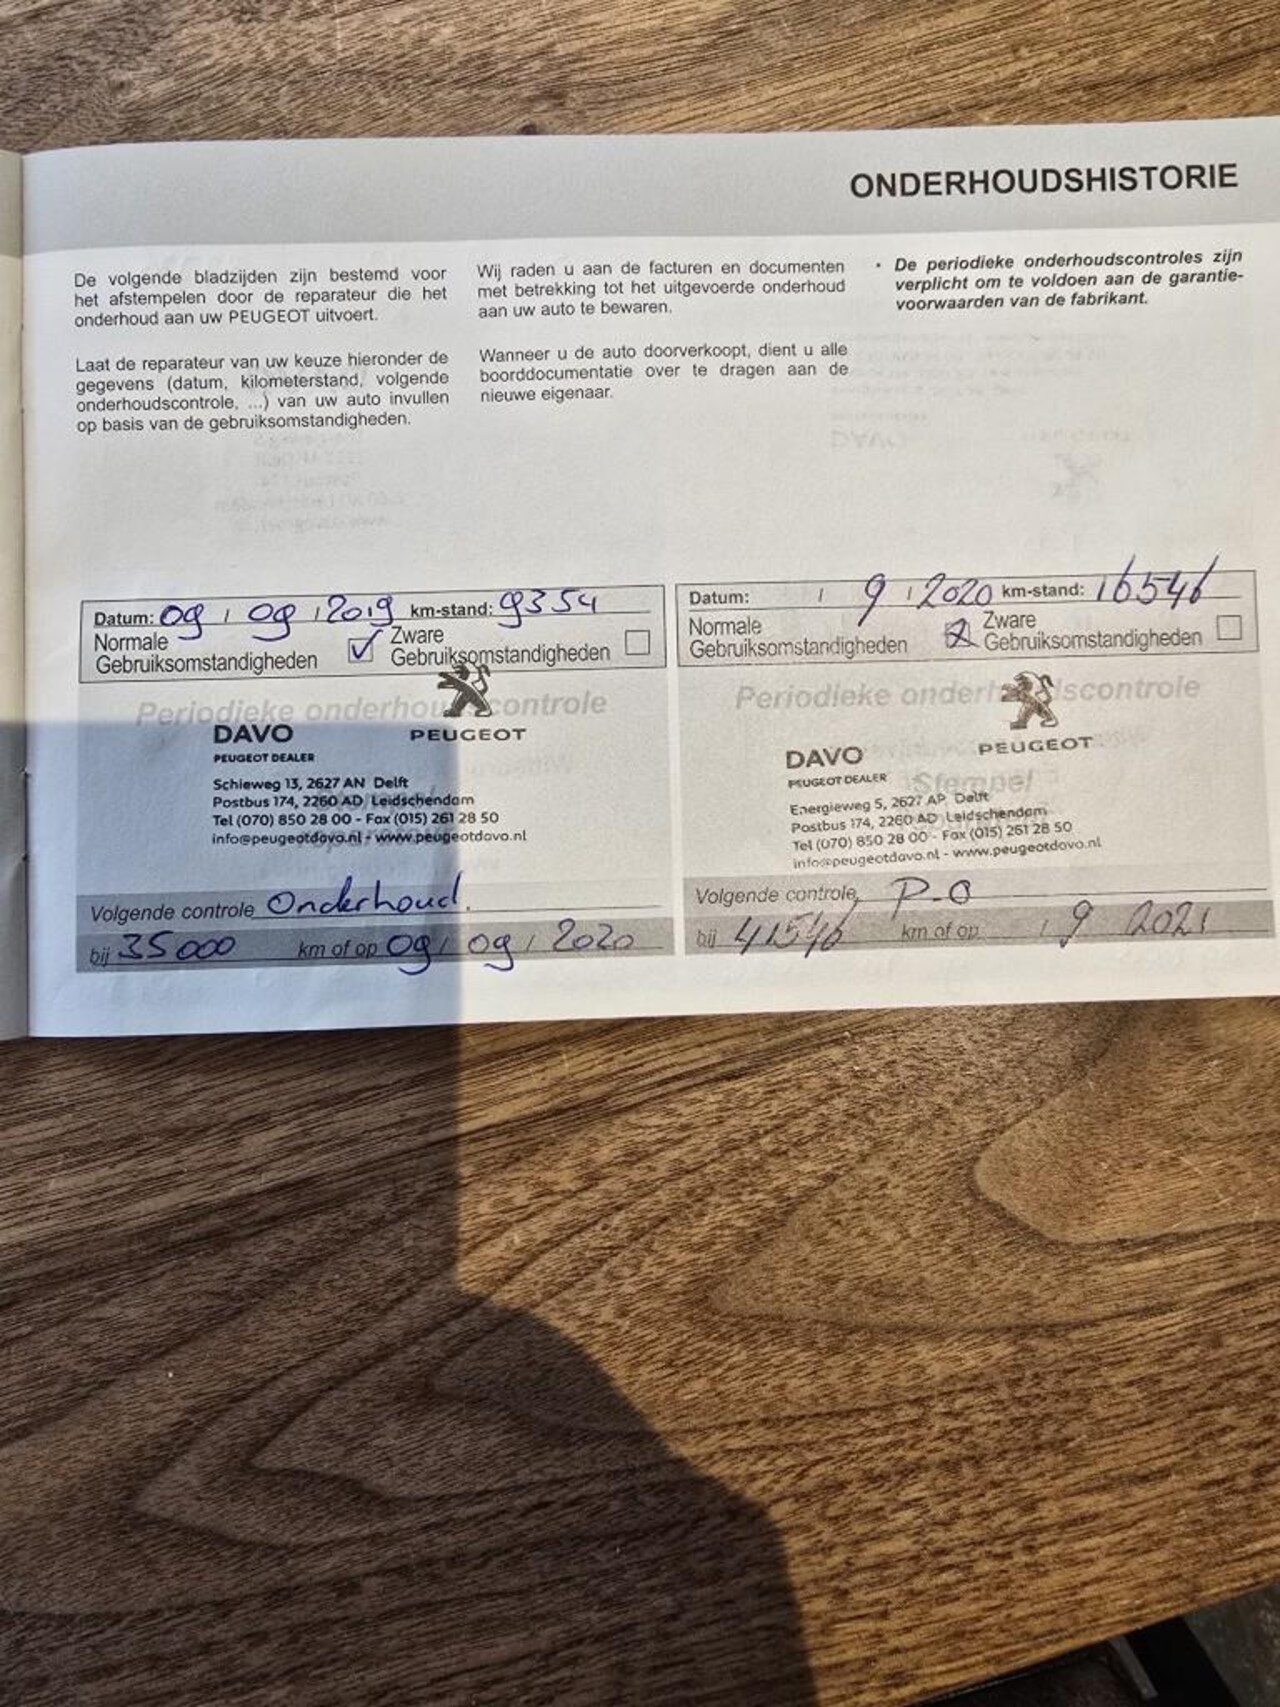 ONDERHOUDSHISTORIE
De volgende bladzijden zijn bestemd voor
het afstempelen door de reparateur die het
onderhoud aan uw PEUGEOT uitvoert.
Laat de reparateur van uw keuze hieronder de
gegevens (datum, kilometerstand, volgende
onderhoudscontrole, ...) van uw auto invullen
op basis van de gebruiksomstandigheden.
Wij raden u aan de facturen en documenten
met betrekking tot het uitgevoerde onderhoud
aan uw auto te bewaren.
Wanneer u de auto doorverkoopt, dient u alle
boorddocumentatie over te dragen aan de
nieuwe eigenaar.
• De periodieke onderhoudscontroles zijn
verplicht om te voldoen aan de garantie-
voorwaarden van de fabrikant.
Datum: 09 / 09 / 2019 km-stand: 9354
Normale
Gebruiksomstandigheden
Zware
Gebruiksomstandigheden
Periodieke onderhoudscontrole
DAVO
PEUGEOT
PEUGEOT DEALER
Schieweg 13, 2627 AN Delft
Postbus 174, 2260 AD Leidschendam
Tel (070) 850 28 00 - Fax (015) 261 28 50
info@peugeotdavo.nl - www.peugeotdavo.nl
Volgende controle Onderhoud.
bij 35000 km of op 09 / 09 / 2020
Datum: / 9 / 2020 km-stand: 16546
Normale
Gebruiksomstandigheden
Zware
Gebruiksomstandigheden
Periodieke onderhoudscontrole
PEUGEOT
DAVO
PEUGEOT DEALER
Stempel
Energieweg 5, 2627 AP Delft
Postbus 174, 2260 AD Leidschendam
Tel (070) 850 28 00 - Fax (015) 261 28 50
info@peugeotdavo.nl - www.peugeotdavo.nl
Volgende controle P-O
bij 41546 km of op / 9 2021